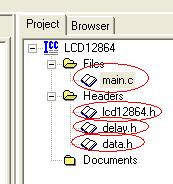 Project Browser
ICC LCD12864
Files
main.c
Headers
lcd12864.h
delay.h
data.h
Documents